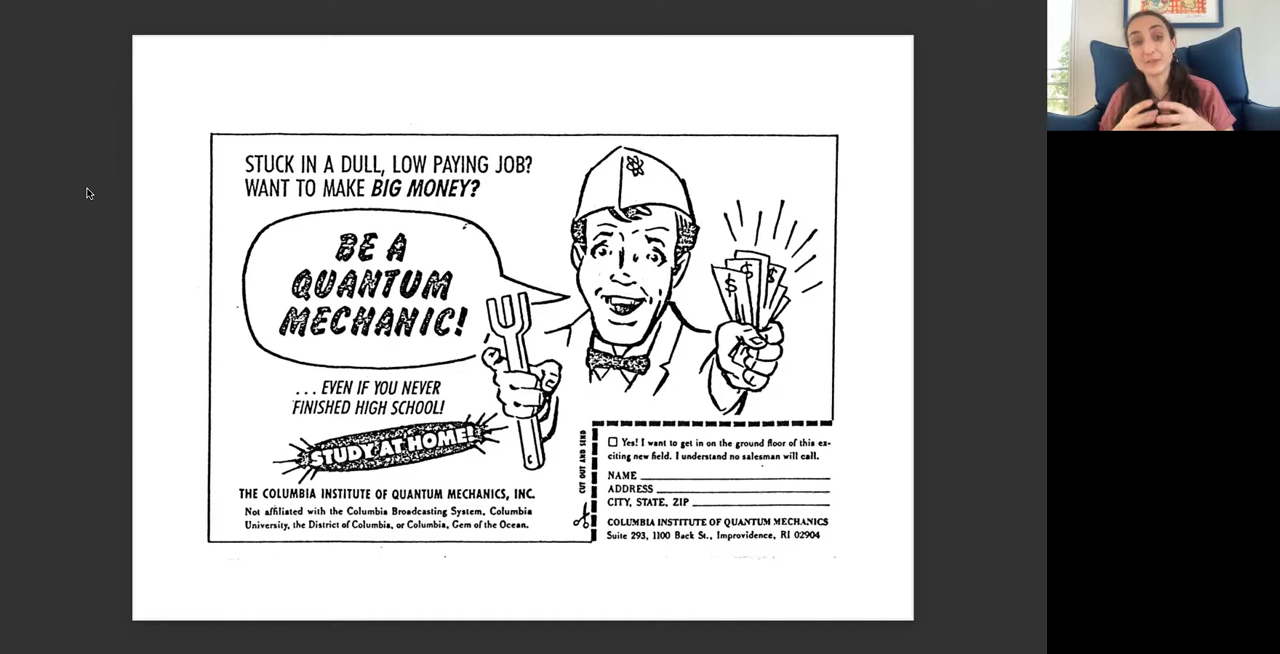 STUCK IN A DULL, LOW PAYING JOB?
WANT TO MAKE BIG MONEY?
BE A
QUANTUM
MECHANIC!
...EVEN IF YOU NEVER
FINISHED HIGH SCHOOL!
STUDY AT HOME!
THE COLUMBIA INSTITUTE OF QUANTUM MECHANICS, INC.
Not affiliated with the Columbia Broadcasting System, Columbia
University, the District of Columbia, or Columbia, Gem of the Ocean.
$
$
$
CUT OUT AND SEND
Yes! I want to get in on the ground floor of this ex-
citing new field. I understand no salesman will call.
NAME
ADDRESS
CITY, STATE, ZIP
COLUMBIA INSTITUTE OF QUANTUM MECHANICS
Suite 293, 1100 Back St., Improvidence, RI 02904